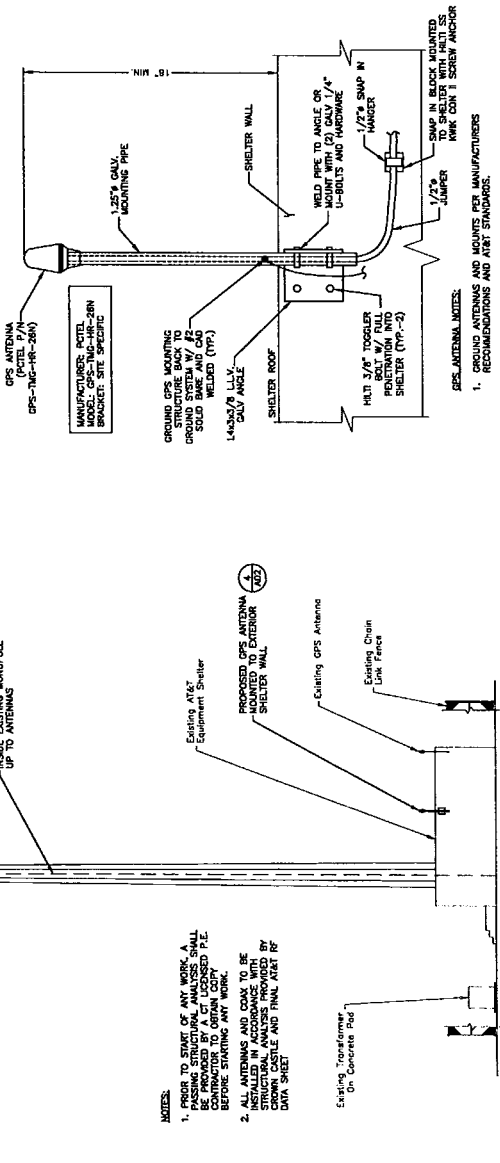 INSIDE EXISTING MONOPOLE
UP TO ANTENNAS
NOTES:
1. PRIOR TO START OF ANY WORK, A
PASSING STRUCTURAL ANALYSIS SHALL
BE PROVIDED BY A CT LICENSED P.E.
CONTRACTOR TO OBTAIN COPY
BEFORE STARTING ANY WORK.
2. ALL ANTENNAS AND COAX TO BE
INSTALLED IN ACCORDANCE WITH
STRUCTURAL ANALYSIS PROVIDED BY
CROWN CASTLE AND FINAL AT&T RF
DATA SHEET
Existing Transformer
On Concrete Pad
Existing AT&T
Equipment Shelter
PROPOSED GPS ANTENNA
MOUNTED TO EXTERIOR
SHELTER WALL
4
A02
Existing GPS Antenna
Existing Chain
Link Fence
GPS ANTENNA
(PCTEL P/N
GPS-TMG-HR-26N)
MANUFACTURER: PCTEL
MODEL: GPS-TMG-HR-26N
BRACKET: SITE SPECIFIC
1.25"ø GALV.
MOUNTING PIPE
18" MIN.
GROUND GPS MOUNTING
STRUCTURE BACK TO
GROUND SYSTEM W/ #2
SOLID BARE AND CAD
WELDED (TYP.)
L4x3x3/8 L.L.V.
GALV ANGLE
SHELTER ROOF
SHELTER WALL
HILTI 3/8" TOGGLER
BOLT W/ FULL
PENETRATION INTO
SHELTER (TYP.-2)
WELD PIPE TO ANGLE OR
MOUNT WITH (2) GALV 1/4"
U-BOLTS AND HARDWARE
1/2"ø SNAP IN
HANGER
1/2"ø
JUMPER
SNAP IN BLOCK MOUNTED
TO SHELTER WITH HILTI SS
KWIK CON II SCREW ANCHOR
GPS ANTENNA NOTES:
1. GROUND ANTENNAS AND MOUNTS PER MANUFACTURERS
RECOMMENDATIONS AND AT&T STANDARDS.